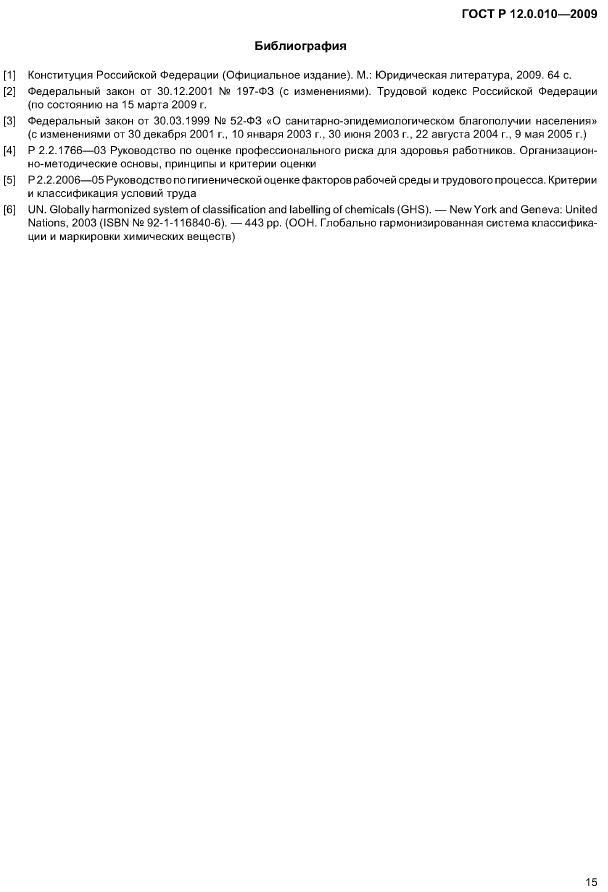 ГОСТ Р 12.0.010—2009
Библиография
[1] Конституция Российской Федерации (Официальное издание). М.: Юридическая литература, 2009. 64 с.
[2] Федеральный закон от 30.12.2001 № 197-ФЗ (с изменениями). Трудовой кодекс Российской Федерации
(по состоянию на 15 марта 2009 г.
[3] Федеральный закон от 30.03.1999 № 52-ФЗ «О санитарно-эпидемиологическом благополучии населения»
(с изменениями от 30 декабря 2001 г., 10 января 2003 г., 30 июня 2003 г., 22 августа 2004 г., 9 мая 2005 г.)
[4] Р 2.2.1766—03 Руководство по оценке профессионального риска для здоровья работников. Организацион-
но-методические основы, принципы и критерии оценки
[5] Р 2.2.2006—05 Руководство по гигиенической оценке факторов рабочей среды и трудового процесса. Критерии
и классификация условий труда
[6] UN. Globally harmonized system of classification and labelling of chemicals (GHS). — New York and Geneva: United
Nations, 2003 (ISBN № 92-1-116840-6). — 443 pp. (ООН. Глобально гармонизированная система классифика-
ции и маркировки химических веществ)
15